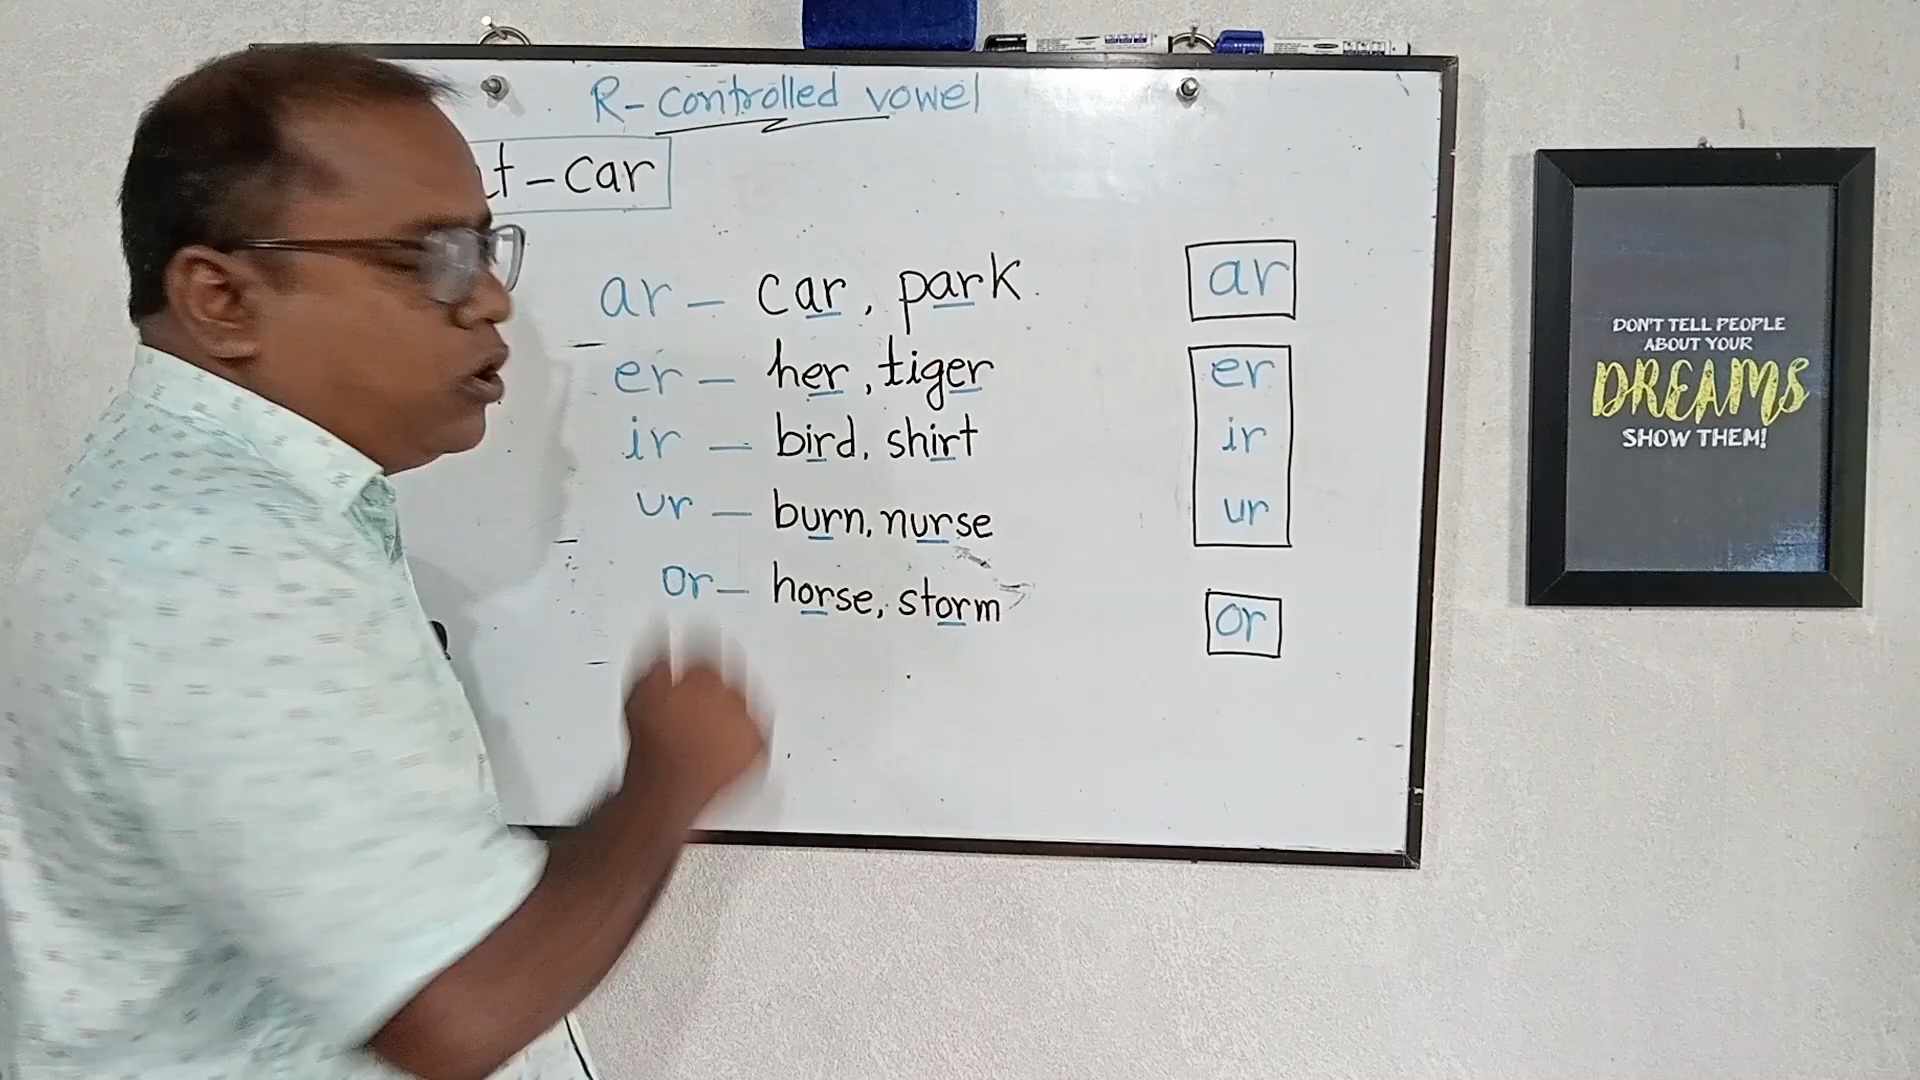 R-controlled vowel
t-car
ar – car, park.
er – her, tiger
ir – bird, shirt
ur – burn, nurse
or – horse, storm
ar
er
ir
ur
or
DON'T TELL PEOPLE
ABOUT YOUR
DREAMS
SHOW THEM!